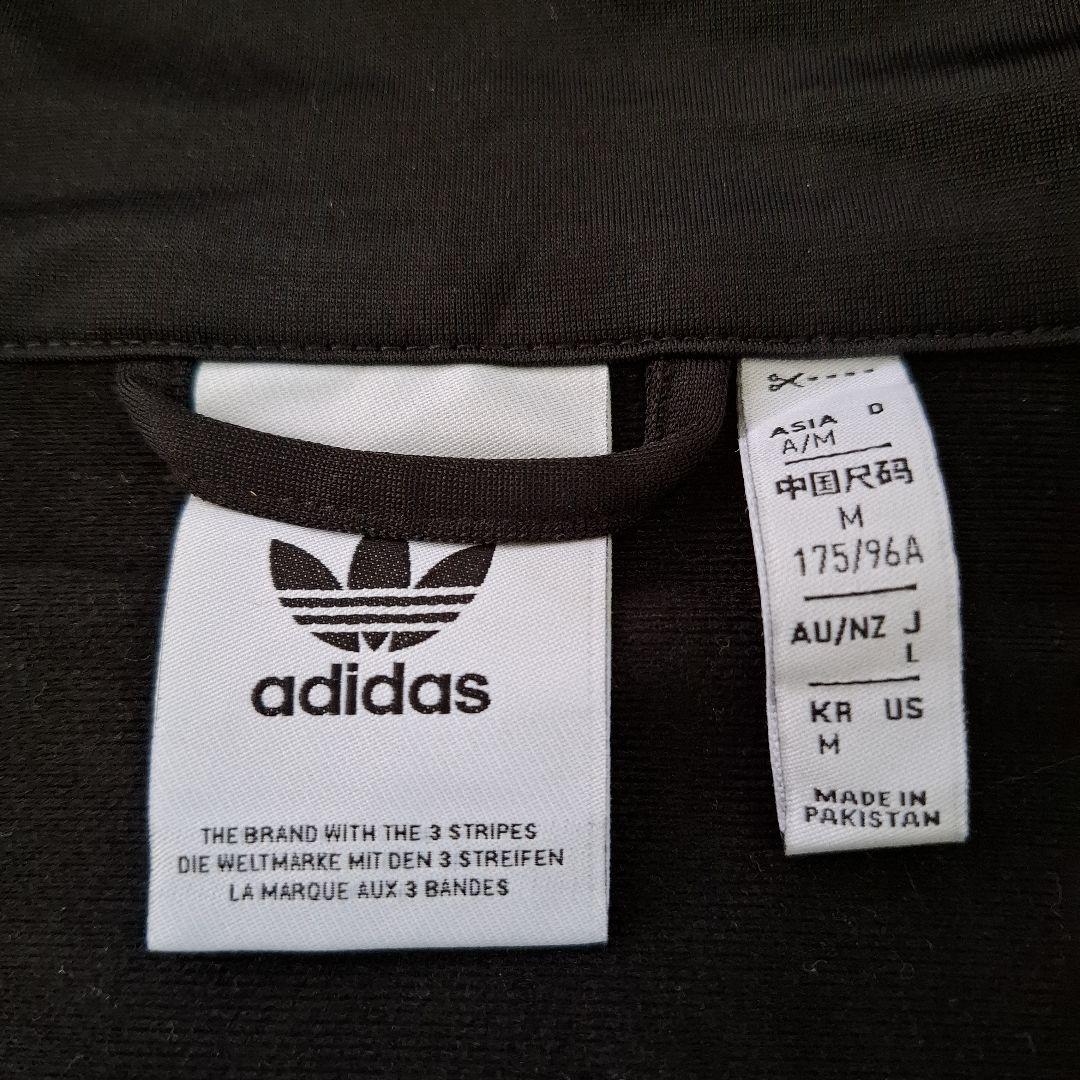 adidas
THE BRAND WITH THE 3 STRIPES
DIE WELTMARKE MIT DEN 3 STREIFEN
LA MARQUE AUX 3 BANDES
ASIA D
A/M
中国尺码
M
175/96A
AU/NZ J
L
KR US
M
MADE IN
PAKISTAN